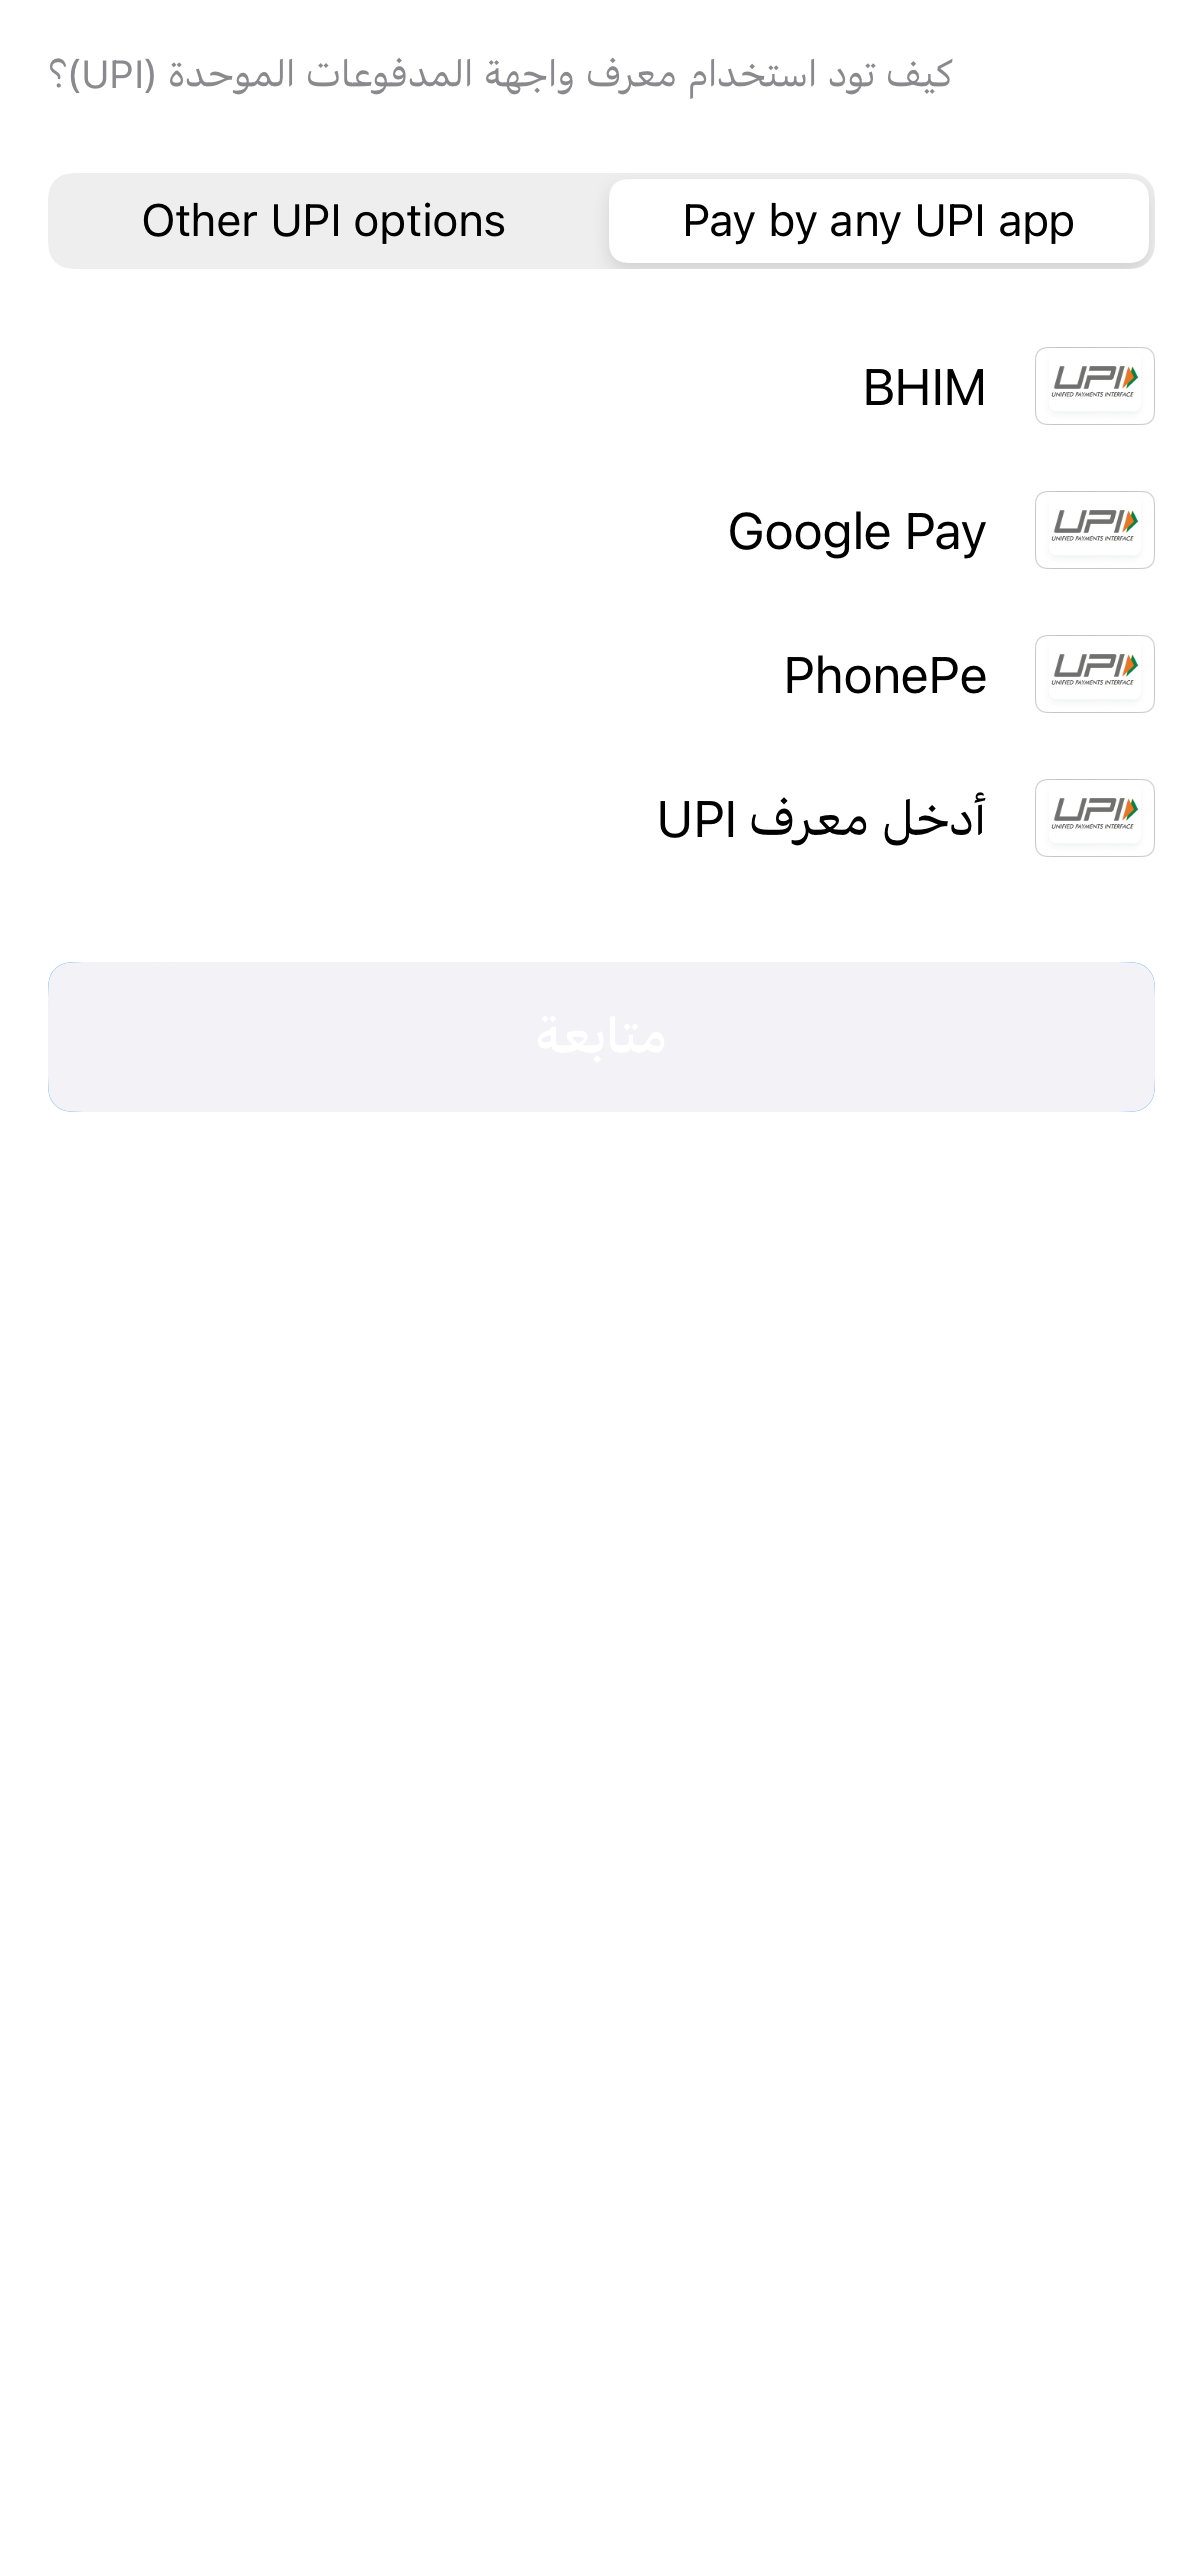 كيف تود استخدام معرف واجهة المدفوعات الموحدة (UPI)؟
Pay by any UPI app
Other UPI options
UPI
UNIFIED PAYMENTS INTERFACE
BHIM
UPI
UNIFIED PAYMENTS INTERFACE
Google Pay
UPI
UNIFIED PAYMENTS INTERFACE
PhonePe
UPI
UNIFIED PAYMENTS INTERFACE
أدخل معرف UPI
متابعة